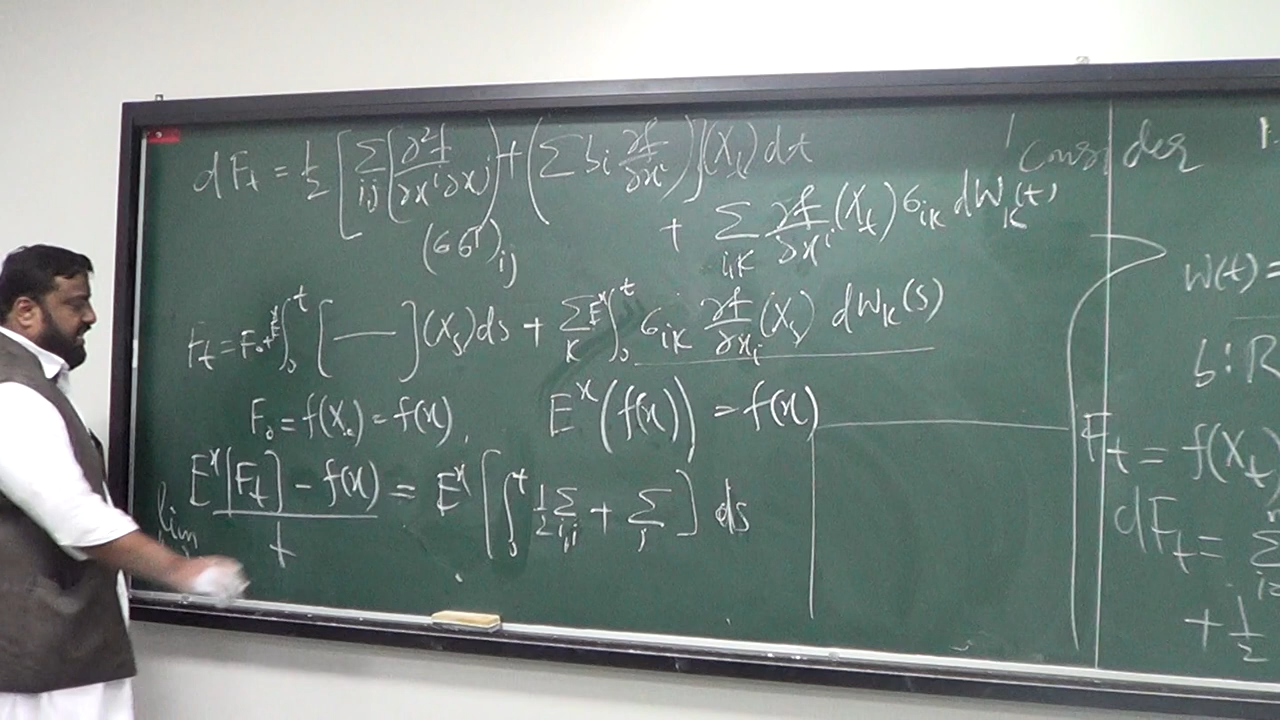 dF_t = 1/2 [ Σ_{i,j} ( ∂²f/∂x^i∂x^j ) + ( Σ b_i ∂f/∂x^i ) ] (X_t) dt
(σσ^T)_{ij}
+ Σ_{i,k} ∂f/∂x^i (X_t) σ_{ik} dW_k(t)
F_t = F_0 + E^x ∫_0^t [ —— ] (X_s) ds + Σ_k E^x ∫_0^t σ_{ik} ∂f/∂x_i (X_s) dW_k(s)
F_0 = f(X_0) = f(x), E^x (f(x)) = f(x)
lim (E^x [F_t] - f(x))/t = E^x [ ∫_0^t 1/2 Σ_{i,j} + Σ_i ] ds
Consider
W(t) =
b : R
F_t = f(X_t)
dF_t = Σ
+ 1/2